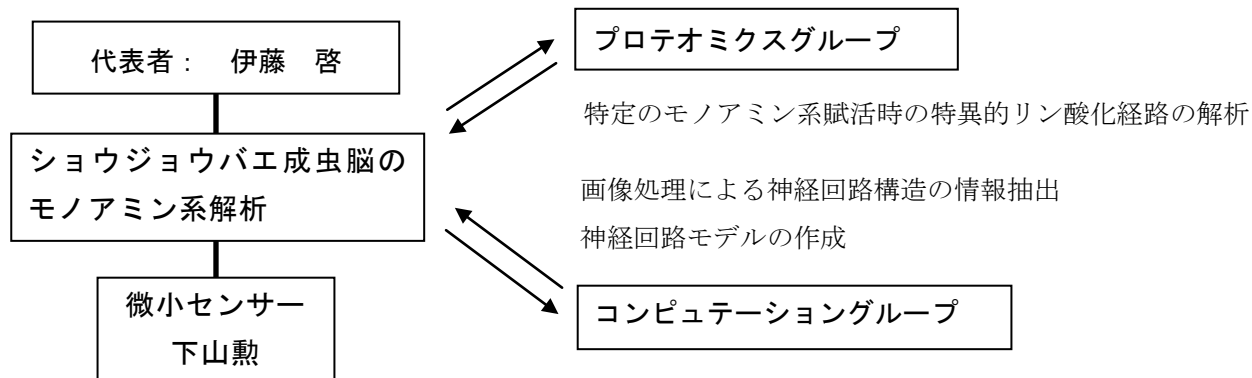 代表者： 伊藤 啓
ショウジョウバエ成虫脳の
モノアミン系解析
微小センサー
下山勲
プロテオミクスグループ
特定のモノアミン系賦活時の特異的リン酸化経路の解析
画像処理による神経回路構造の情報抽出
神経回路モデルの作成
コンピュテーショングループ